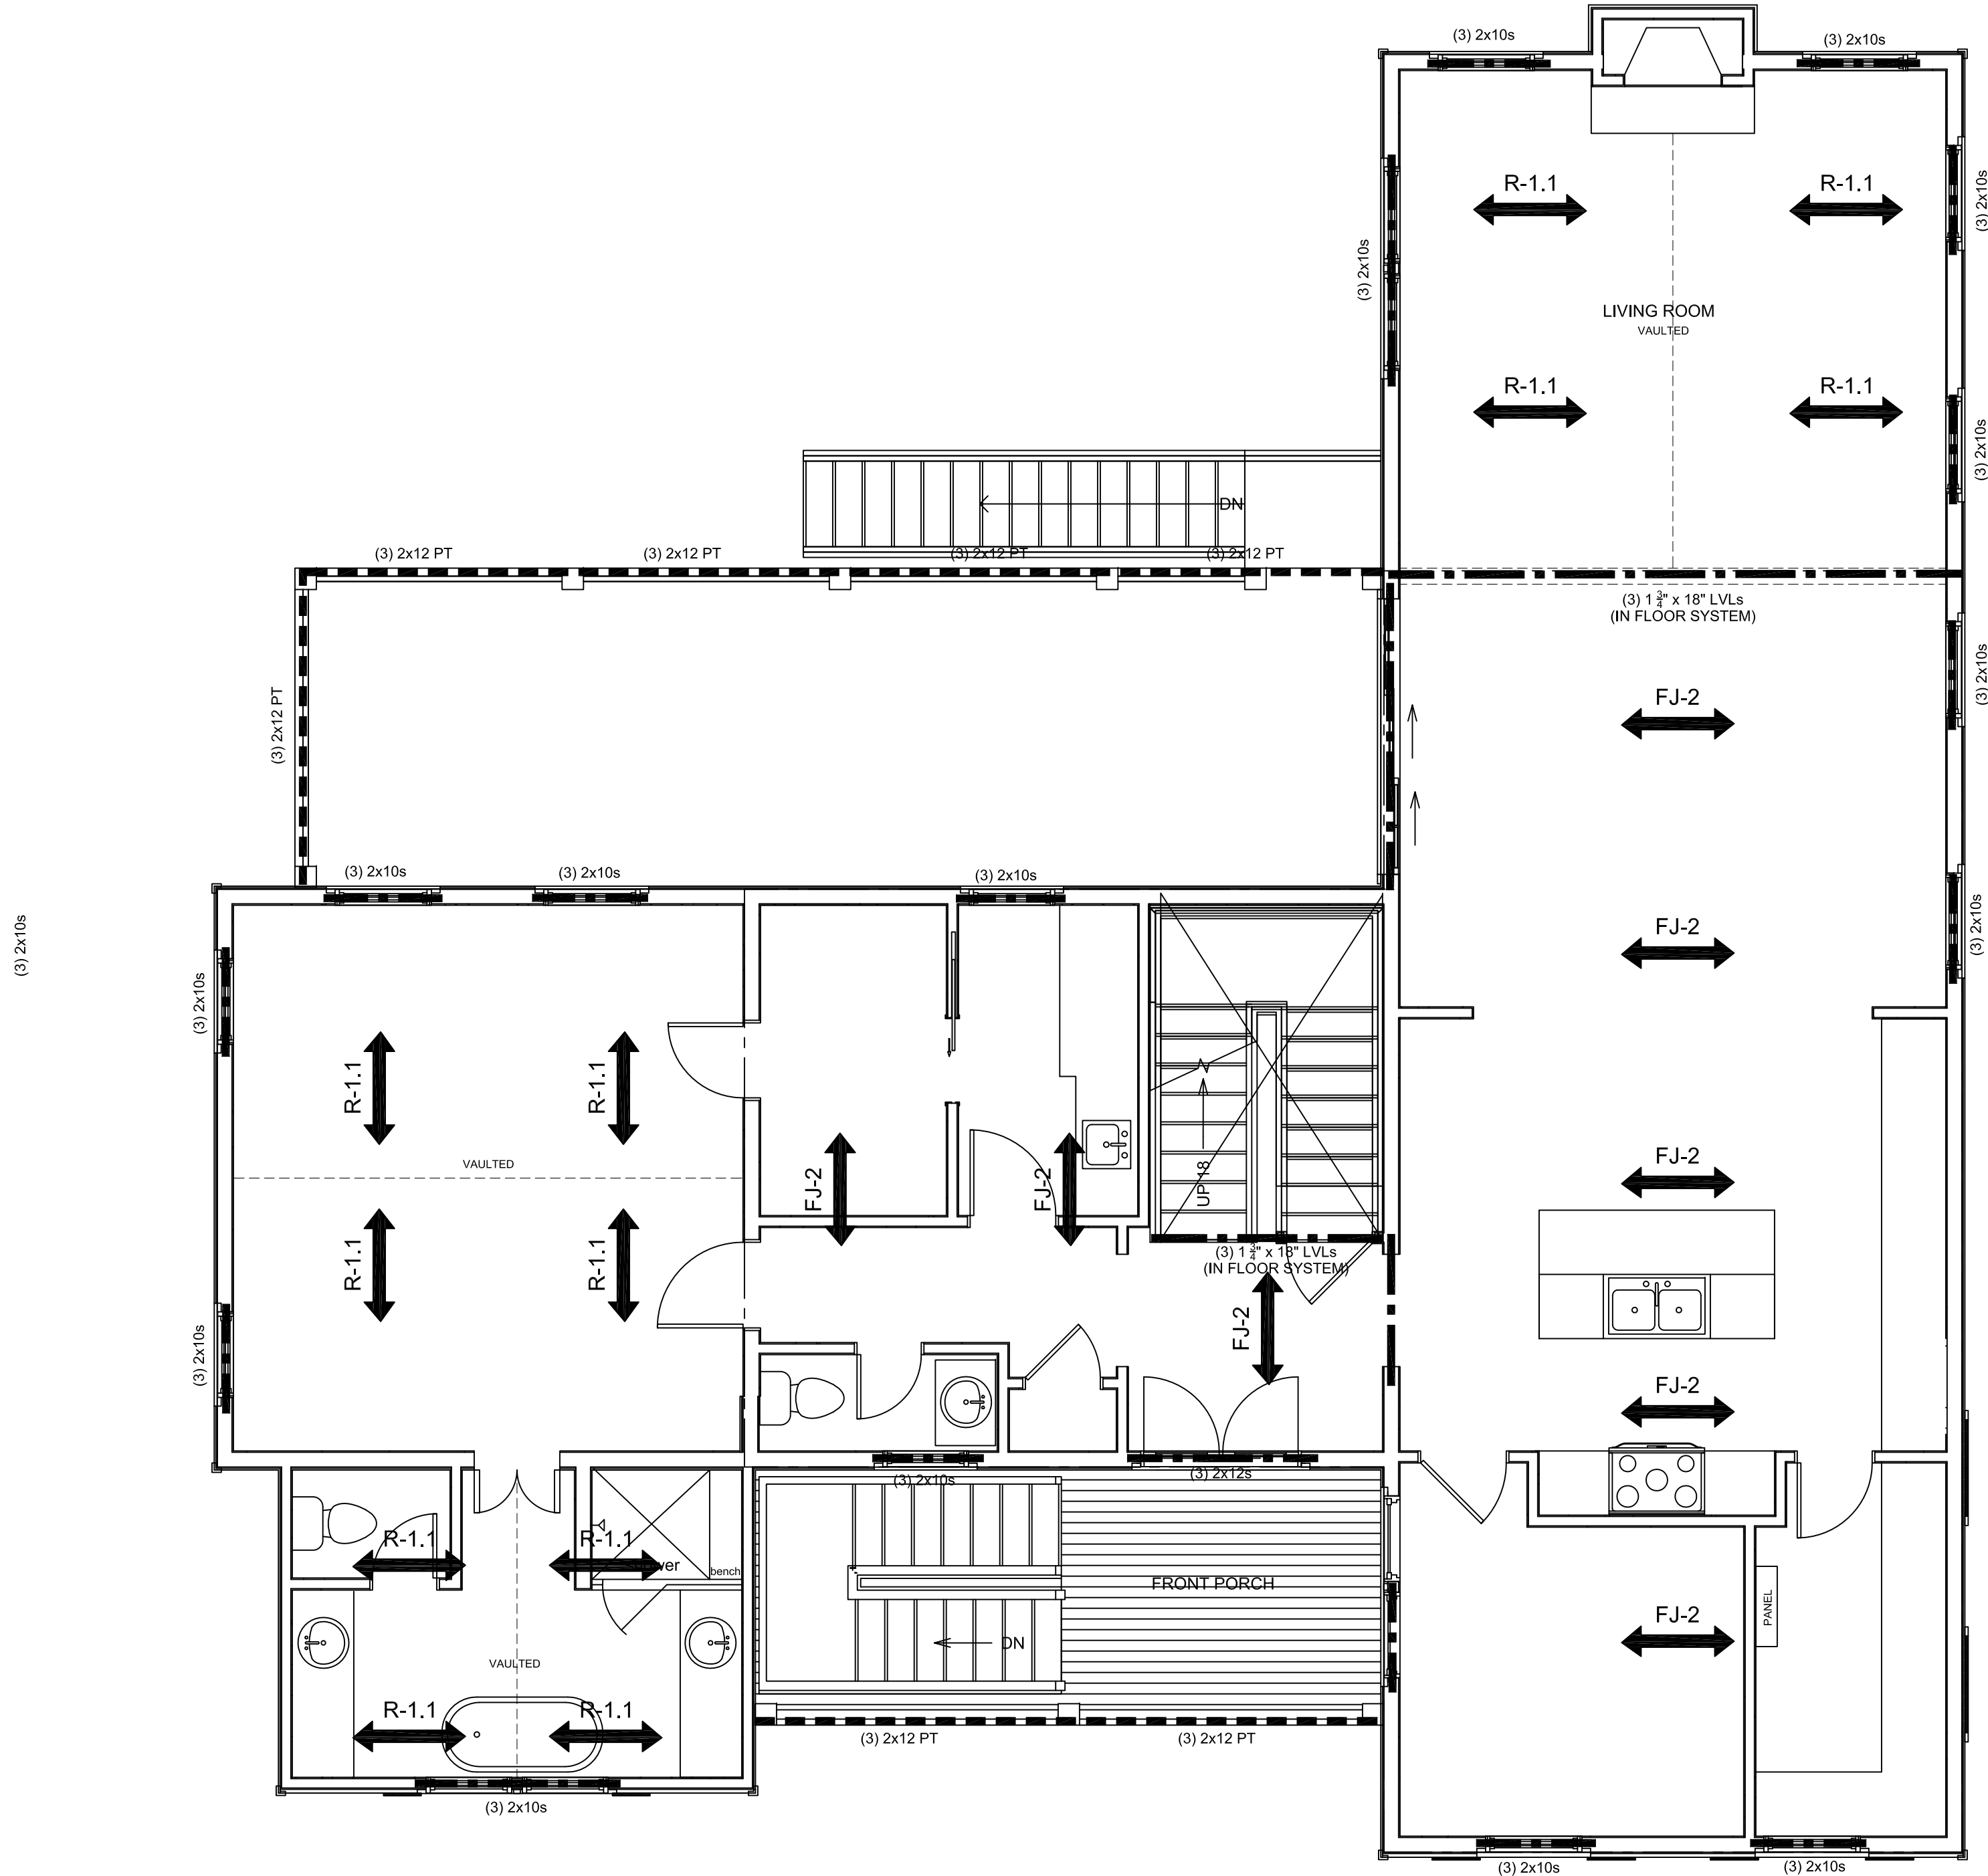 (3) 2x10s
(3) 2x10s
R-1.1
R-1.1
(3) 2x10s
(3) 2x10s
LIVING ROOM
VAULTED
R-1.1
R-1.1
(3) 2x10s
DN
(3) 2x12 PT
(3) 2x12 PT
(3) 2x12 PT
(3) 2x12 PT
(3) 1 3/4" x 18" LVLs
(IN FLOOR SYSTEM)
(3) 2x10s
FJ-2
(3) 2x12 PT
(3) 2x10s
(3) 2x10s
(3) 2x10s
(3) 2x10s
(3) 2x10s
FJ-2
(3) 2x10s
R-1.1
R-1.1
VAULTED
FJ-2
FJ-2
UP 18
FJ-2
R-1.1
R-1.1
(3) 1 3/4" x 18" LVLs
(IN FLOOR SYSTEM)
FJ-2
(3) 2x10s
FJ-2
(3) 2x10s
(3) 2x12s
R-1.1
R-1.1
bench
FRONT PORCH
PANEL
FJ-2
DN
VAULTED
R-1.1
R-1.1
(3) 2x12 PT
(3) 2x12 PT
(3) 2x10s
(3) 2x10s
(3) 2x10s